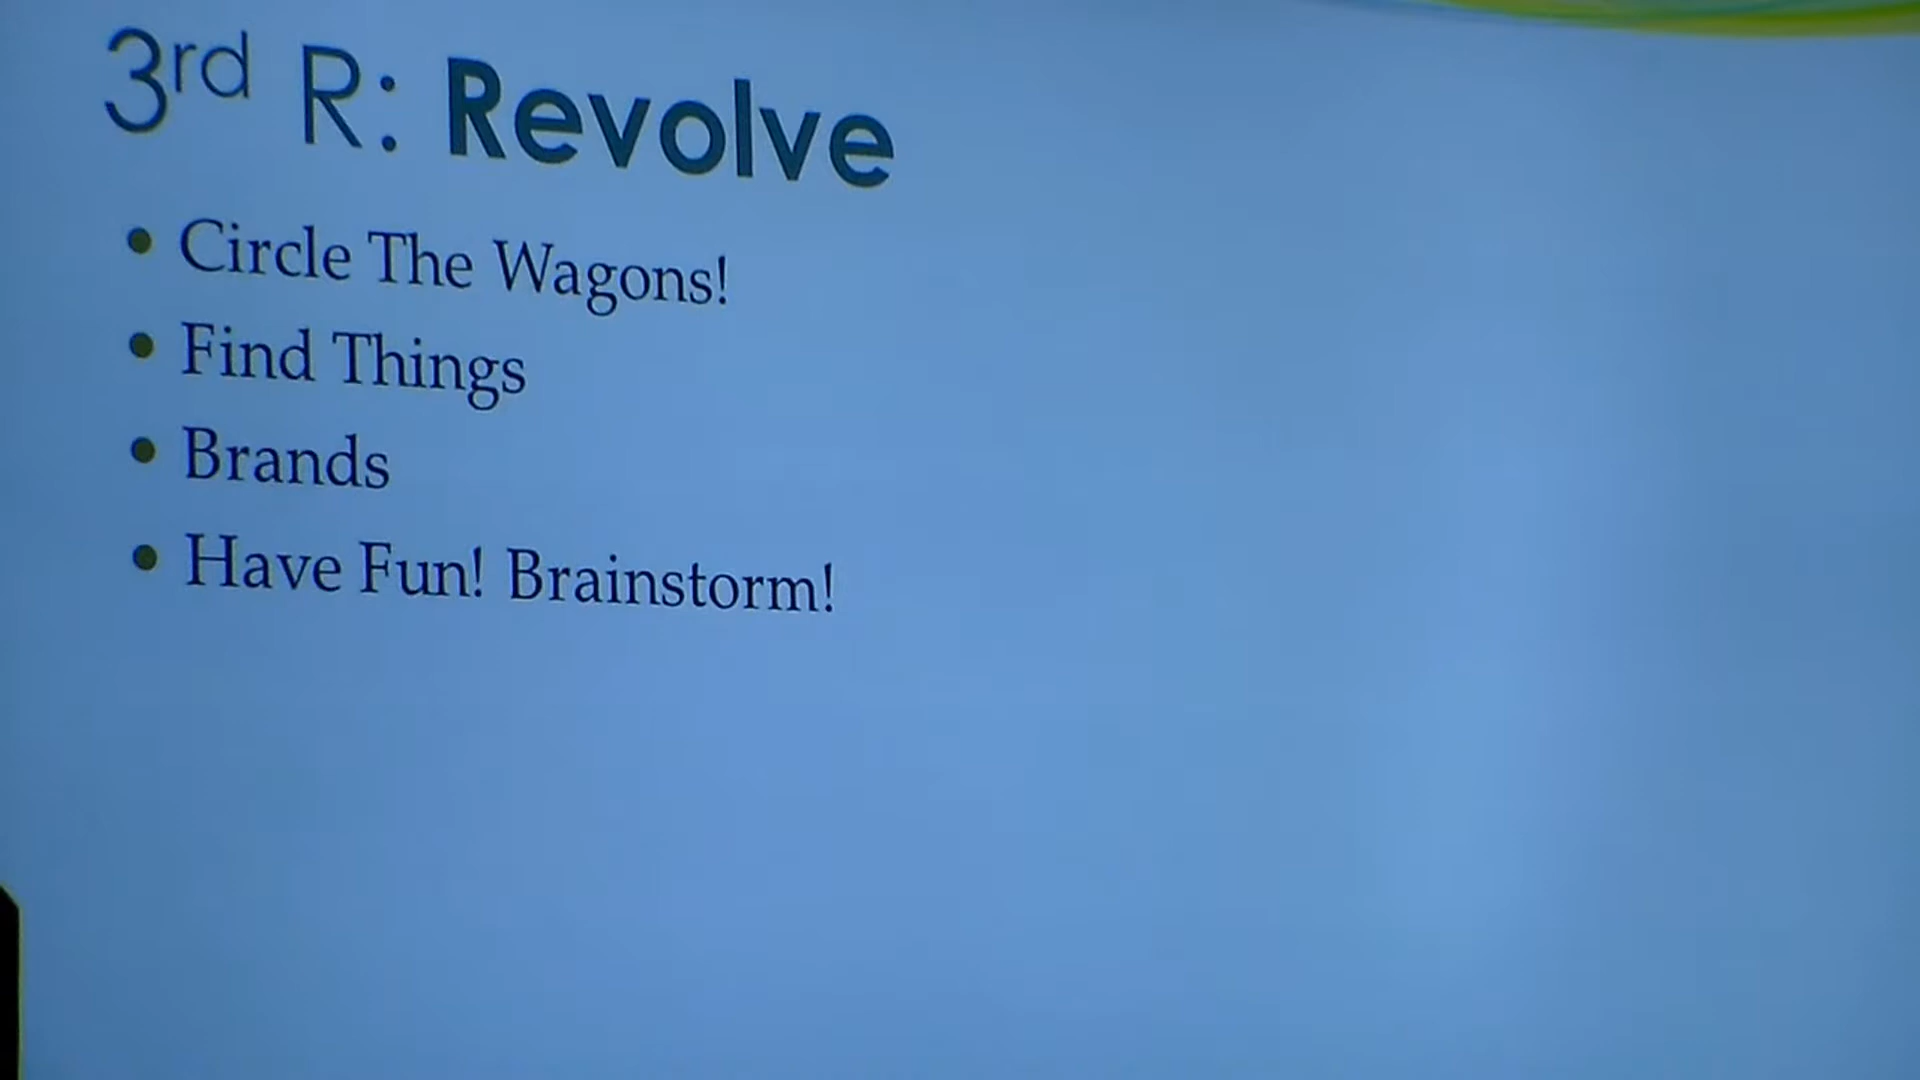 3rd R: Revolve
• Circle The Wagons!
• Find Things
• Brands
• Have Fun! Brainstorm!